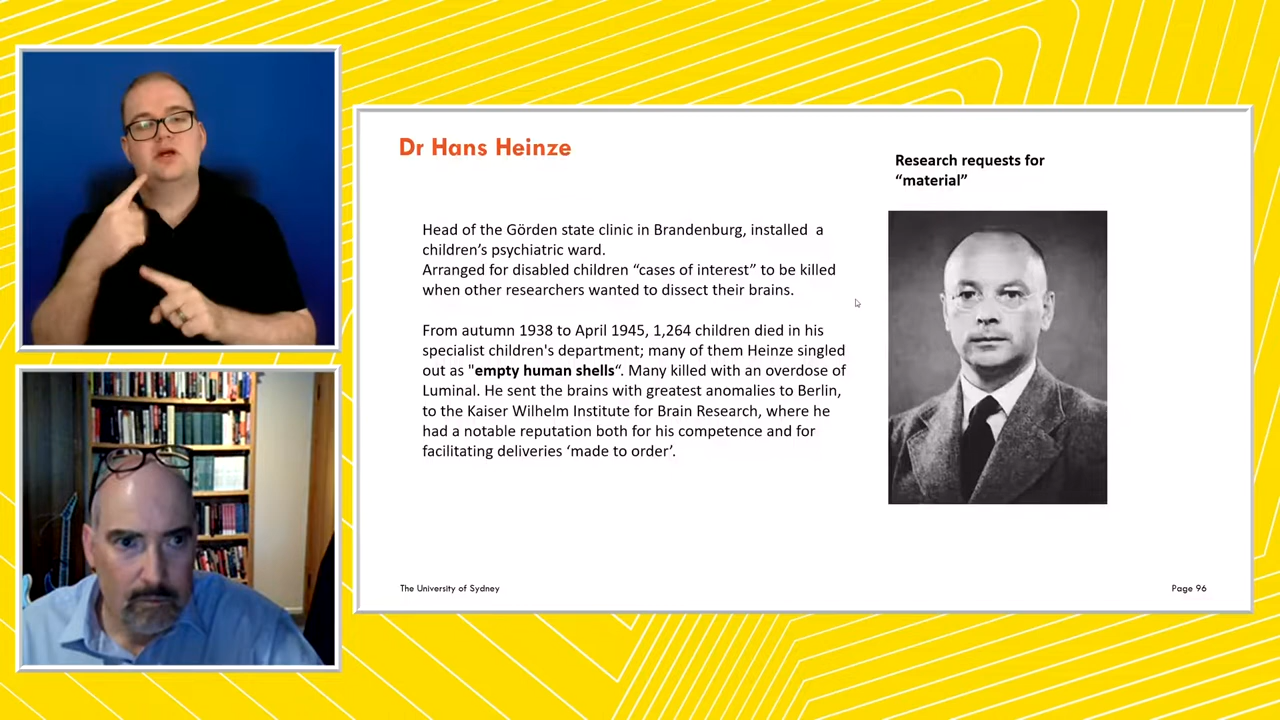 Dr Hans Heinze
Research requests for
“material”
Head of the Görden state clinic in Brandenburg, installed  a
children’s psychiatric ward.
Arranged for disabled children “cases of interest” to be killed
when other researchers wanted to dissect their brains.
From autumn 1938 to April 1945, 1,264 children died in his
specialist children's department; many of them Heinze singled
out as "empty human shells“. Many killed with an overdose of
Luminal. He sent the brains with greatest anomalies to Berlin,
to the Kaiser Wilhelm Institute for Brain Research, where he
had a notable reputation both for his competence and for
facilitating deliveries ‘made to order’.
The University of Sydney
Page 96